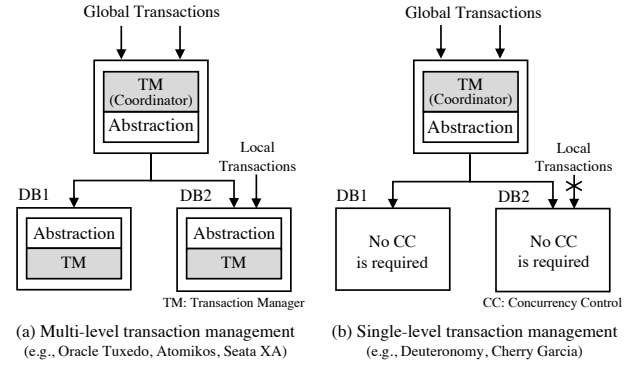 Global Transactions
TM
(Coordinator)
Abstraction
Local
Transactions
DB1
DB2
Abstraction
TM
Abstraction
TM
TM: Transaction Manager
(a) Multi-level transaction management
(e.g., Oracle Tuxedo, Atomikos, Seata XA)
Global Transactions
TM
(Coordinator)
Abstraction
Local
Transactions
DB1
DB2
No CC
is required
No CC
is required
CC: Concurrency Control
(b) Single-level transaction management
(e.g., Deuteronomy, Cherry Garcia)